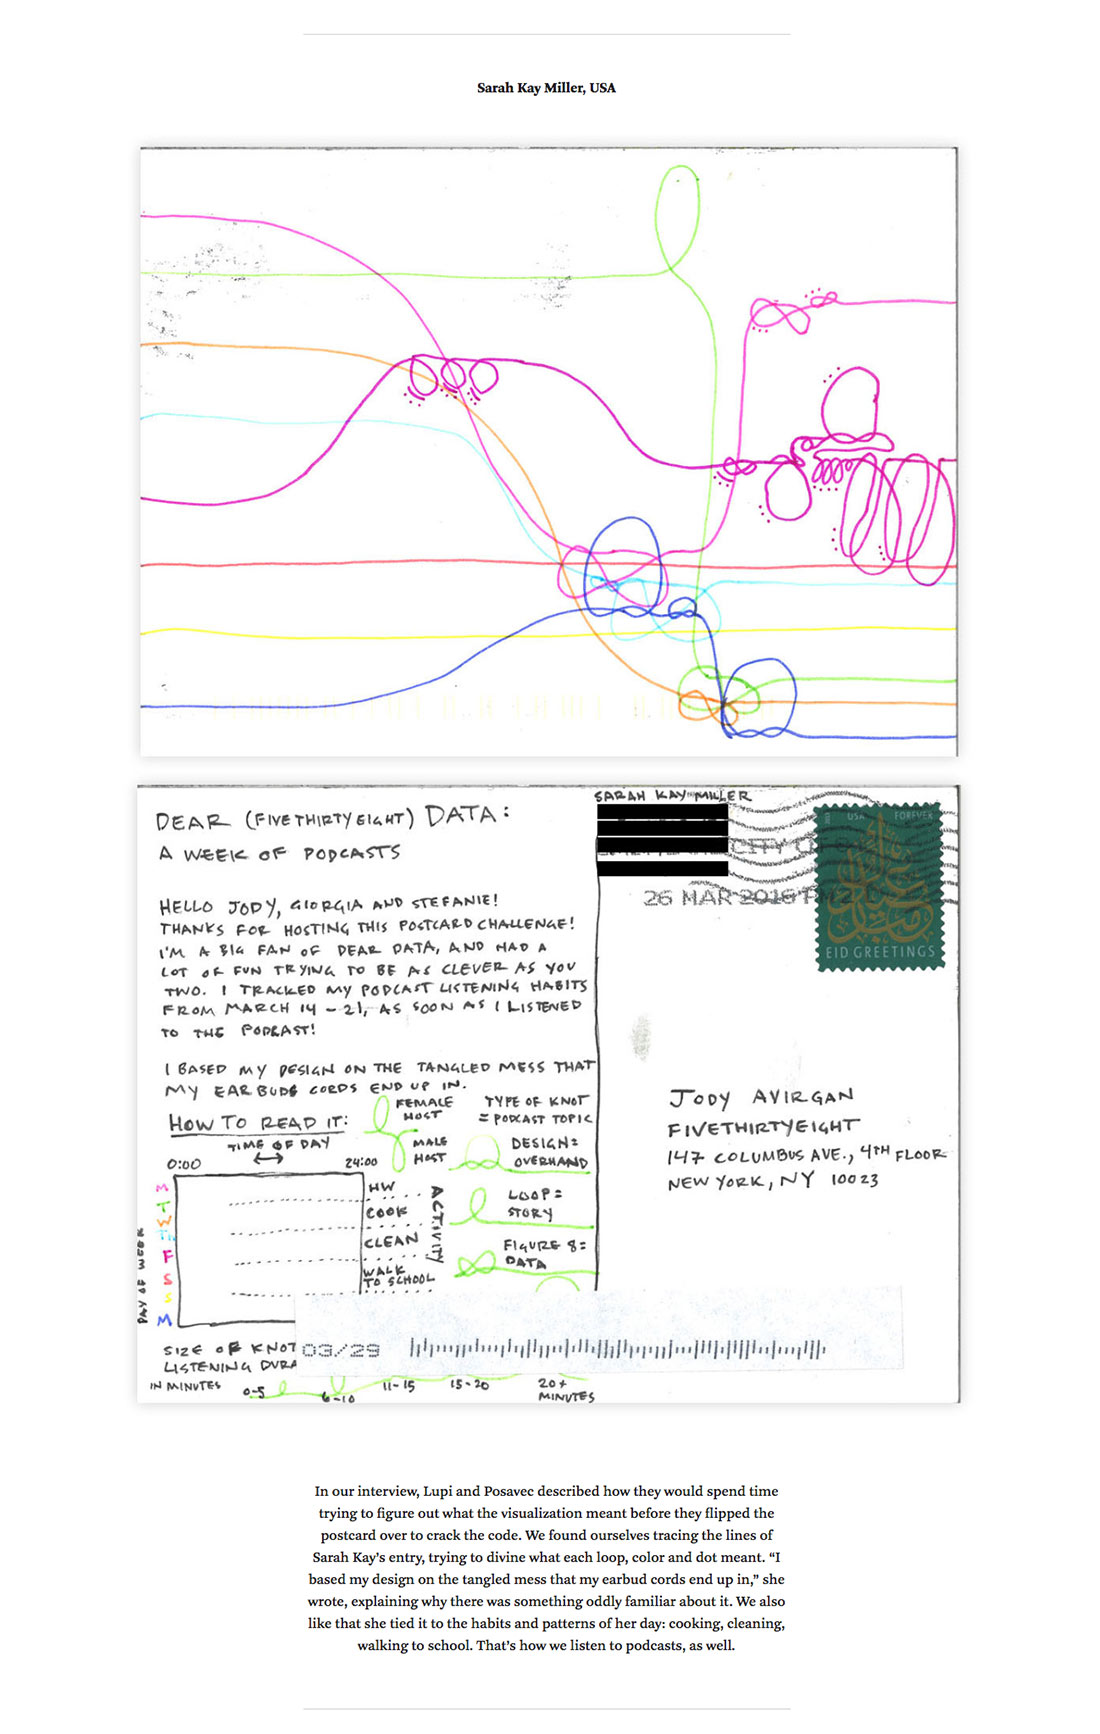 Sarah Kay Miller, USA
DEAR (FIVETHIRTYEIGHT) DATA:
A WEEK OF PODCASTS
HELLO JODY, GIORGIA AND STEFANIE!
THANKS FOR HOSTING THIS POSTCARD CHALLENGE!
I'M A BIG FAN OF DEAR DATA, AND HAD A
LOT OF FUN TRYING TO BE AS CLEVER AS YOU
TWO. I TRACKED MY PODCAST LISTENING HABITS
FROM MARCH 14 - 21, AS SOON AS I LISTENED
TO THE PODCAST!
I BASED MY DESIGN ON THE TANGLED MESS THAT
MY EARBUDS CORDS END UP IN.
HOW TO READ IT:
TIME OF DAY
0:00
24:00
M
T
W
TH
F
S
S
M
DAY OF WEEK
HW
COOK
CLEAN
WALK
TO SCHOOL
ACTIVITY
FEMALE
HOST
MALE
HOST
TYPE OF KNOT
= PODCAST TOPIC
DESIGN=
OVERHAND
LOOP=
STORY
FIGURE 8=
DATA
SIZE OF KNOT
LISTENING DURA
IN MINUTES
0-5
6-10
11-15
15-20
20+
MINUTES
03/29
SARAH KAY MILLER
CITY
26 MAR 2016 PM 2
USA
FOREVER
EID GREETINGS
JODY AVIRGAN
FIVETHIRTYEIGHT
147 COLUMBUS AVE., 4TH FLOOR
NEW YORK, NY 10023
In our interview, Lupi and Posavec described how they would spend time
trying to figure out what the visualization meant before they flipped the
postcard over to crack the code. We found ourselves tracing the lines of
Sarah Kay's entry, trying to divine what each loop, color and dot meant. “I
based my design on the tangled mess that my earbud cords end up in,” she
wrote, explaining why there was something oddly familiar about it. We also
like that she tied it to the habits and patterns of her day: cooking, cleaning,
walking to school. That's how we listen to podcasts, as well.